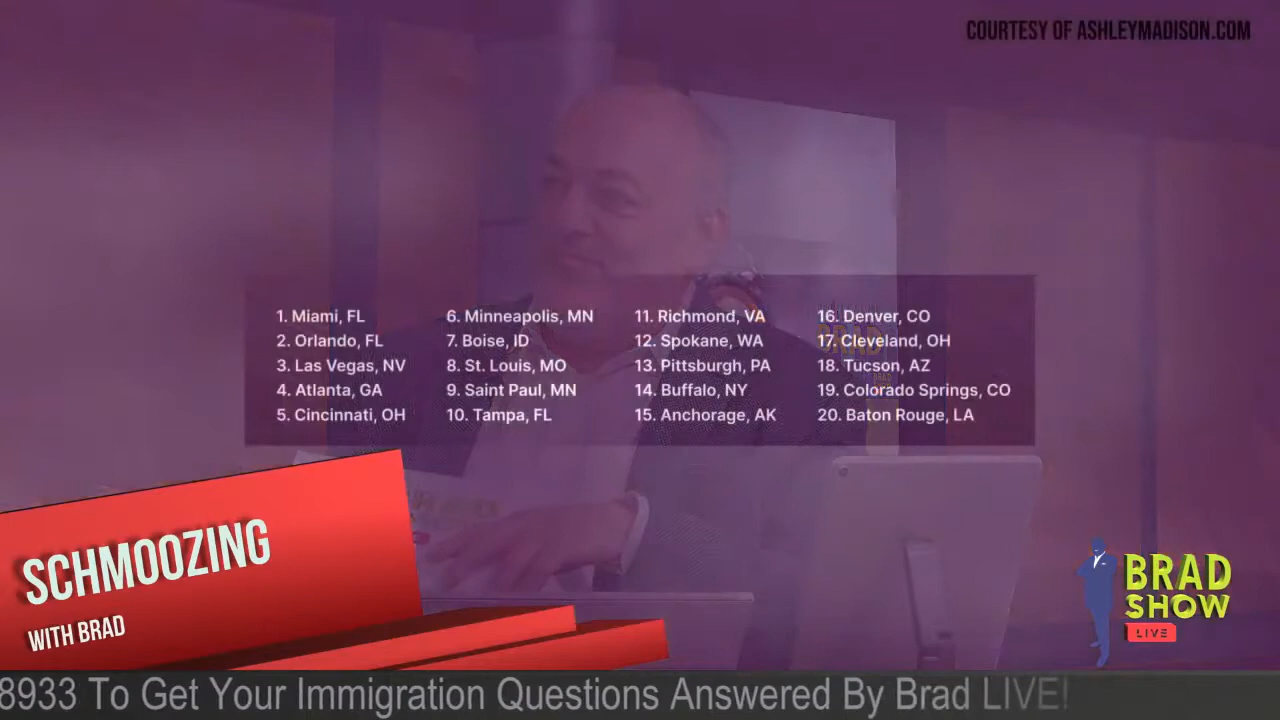 COURTESY OF ASHLEYMADISON.COM
1. Miami, FL
2. Orlando, FL
3. Las Vegas, NV
4. Atlanta, GA
5. Cincinnati, OH
6. Minneapolis, MN
7. Boise, ID
8. St. Louis, MO
9. Saint Paul, MN
10. Tampa, FL
11. Richmond, VA
12. Spokane, WA
13. Pittsburgh, PA
14. Buffalo, NY
15. Anchorage, AK
16. Denver, CO
17. Cleveland, OH
18. Tucson, AZ
19. Colorado Springs, CO
20. Baton Rouge, LA
BRAD
SCHMOOZING
WITH BRAD
BRAD
SHOW
LIVE
8933 To Get Your Immigration Questions Answered By Brad LIVE!